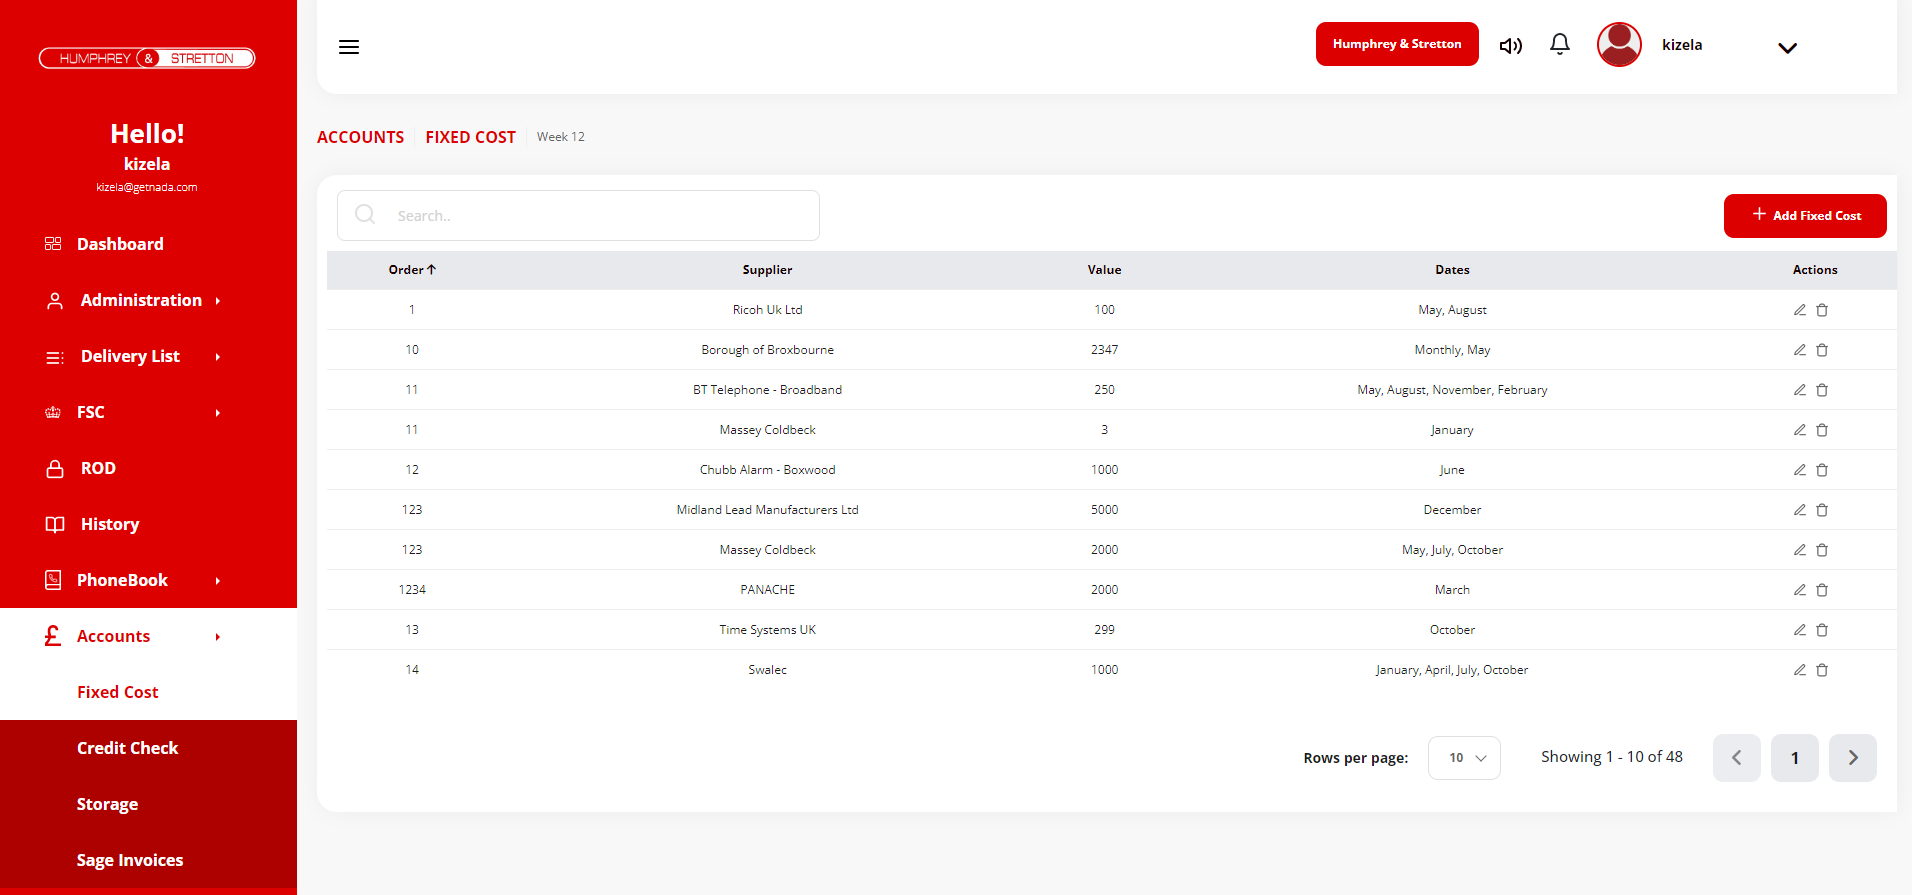 HUMPHREY & STRETTON
Hello!
kizela
kizela@getnada.com
Dashboard
Administration
Delivery List
FSC
ROD
History
PhoneBook
£ Accounts
Fixed Cost
Credit Check
Storage
Sage Invoices
Humphrey & Stretton kizela
ACCOUNTS FIXED COST Week 12
Search..
+ Add Fixed Cost
Order↑ Supplier Value Dates Actions
1 Ricoh Uk Ltd 100 May, August
10 Borough of Broxbourne 2347 Monthly, May
11 BT Telephone - Broadband 250 May, August, November, February
11 Massey Coldbeck 3 January
12 Chubb Alarm - Boxwood 1000 June
123 Midland Lead Manufacturers Ltd 5000 December
123 Massey Coldbeck 2000 May, July, October
1234 PANACHE 2000 March
13 Time Systems UK 299 October
14 Swalec 1000 January, April, July, October
Rows per page: 10 Showing 1 - 10 of 48 1